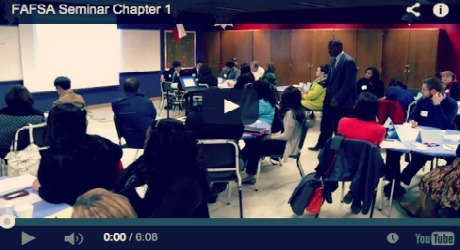 FAFSA Seminar Chapter 1
0:00 / 6:08
YouTube